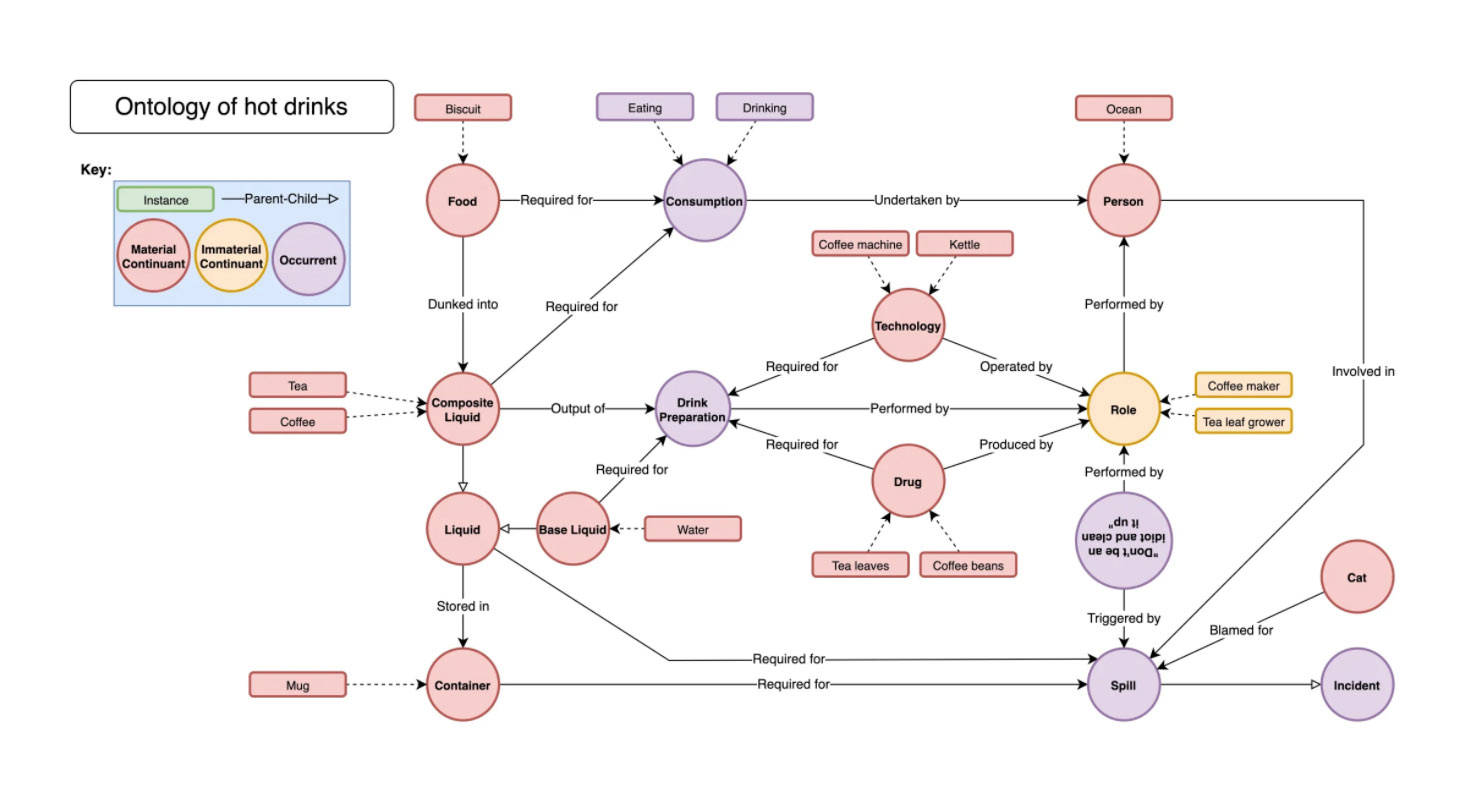 Ontology of hot drinks
Biscuit
Eating
Drinking
Ocean
Key:
Instance
Parent-Child
Material
Continuant
Immaterial
Continuant
Occurrent
Food
Required for
Consumption
Undertaken by
Person
Coffee machine
Kettle
Dunked into
Required for
Technology
Performed by
Required for
Operated by
Involved in
Tea
Coffee
Composite
Liquid
Output of
Drink
Preparation
Performed by
Role
Coffee maker
Tea leaf grower
Required for
Required for
Produced by
Drug
Performed by
Liquid
Base Liquid
Water
"Don't be an
idiot and clean
it up"
Tea leaves
Coffee beans
Cat
Stored in
Triggered by
Blamed for
Required for
Mug
Container
Required for
Spill
Incident